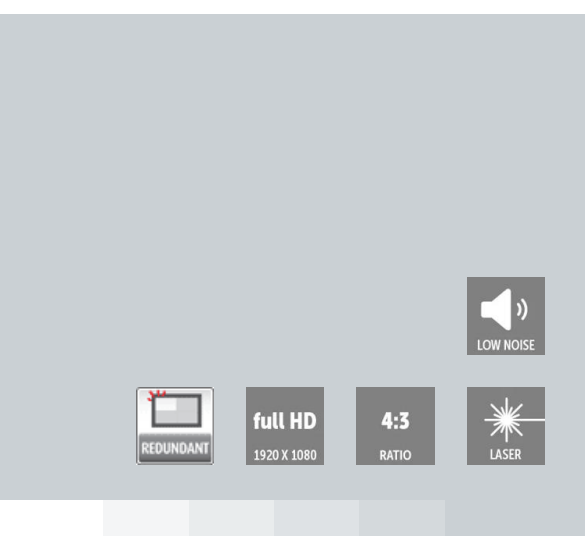 LOW NOISE
REDUNDANT
full HD
1920 X 1080
4:3
RATIO
LASER